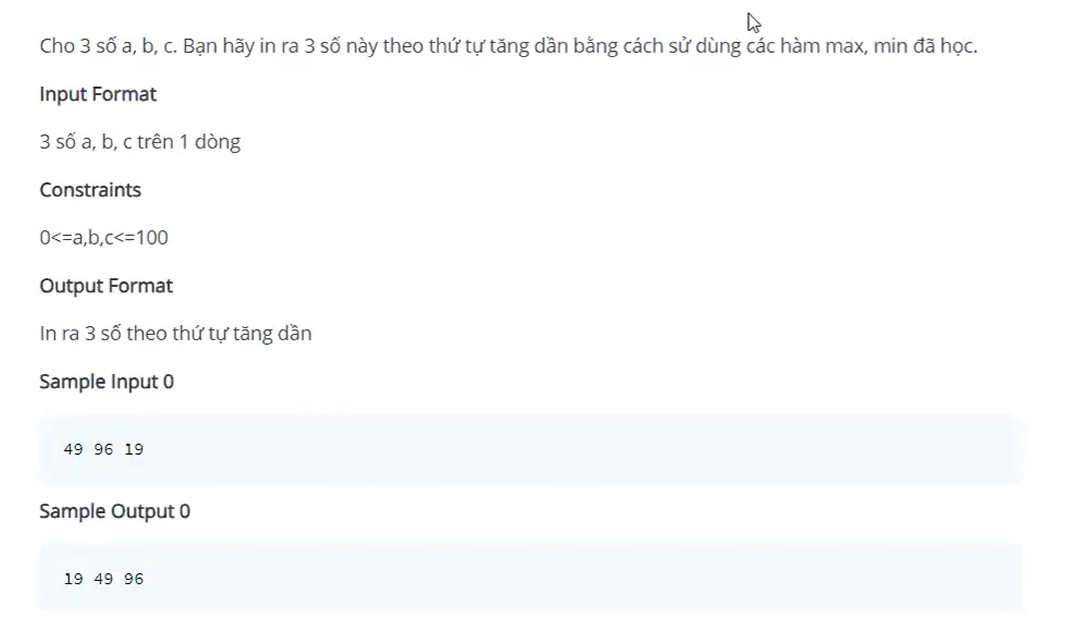 Cho 3 số a, b, c. Bạn hãy in ra 3 số này theo thứ tự tăng dần bằng cách sử dùng các hàm max, min đã học.
Input Format
3 số a, b, c trên 1 dòng
Constraints
0<=a,b,c<=100
Output Format
In ra 3 số theo thứ tự tăng dần
Sample Input 0
49 96 19
Sample Output 0
19 49 96